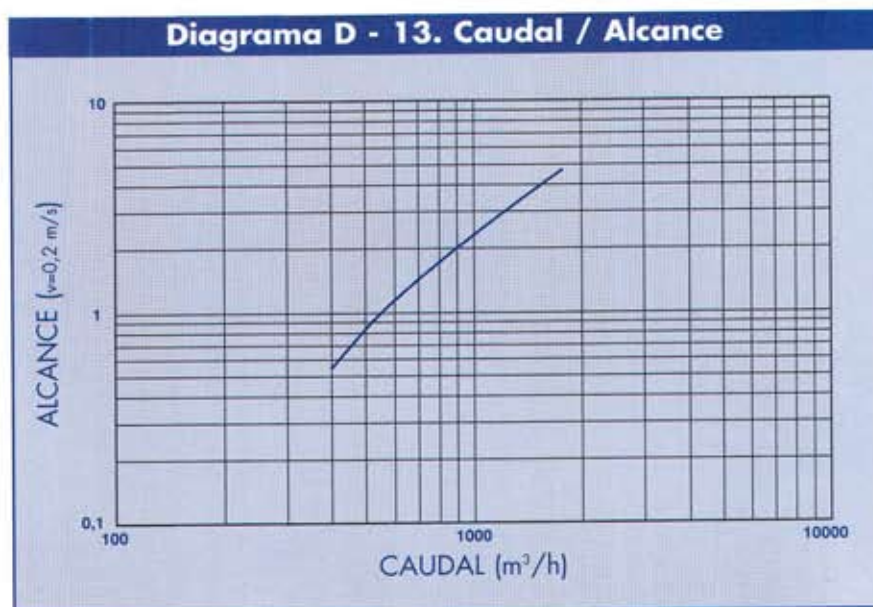 Diagrama D - 13. Caudal / Alcance
10
ALCANCE (v=0,2 m/s)
1
0,1
100
1000
10000
CAUDAL (m³/h)